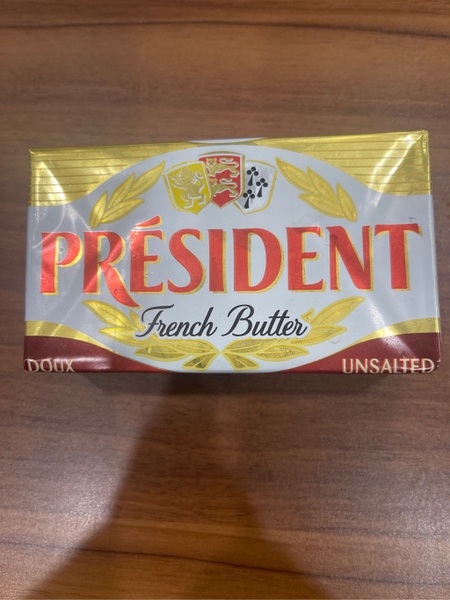 PRÉSIDENT
French Butter
DOUX
UNSALTED